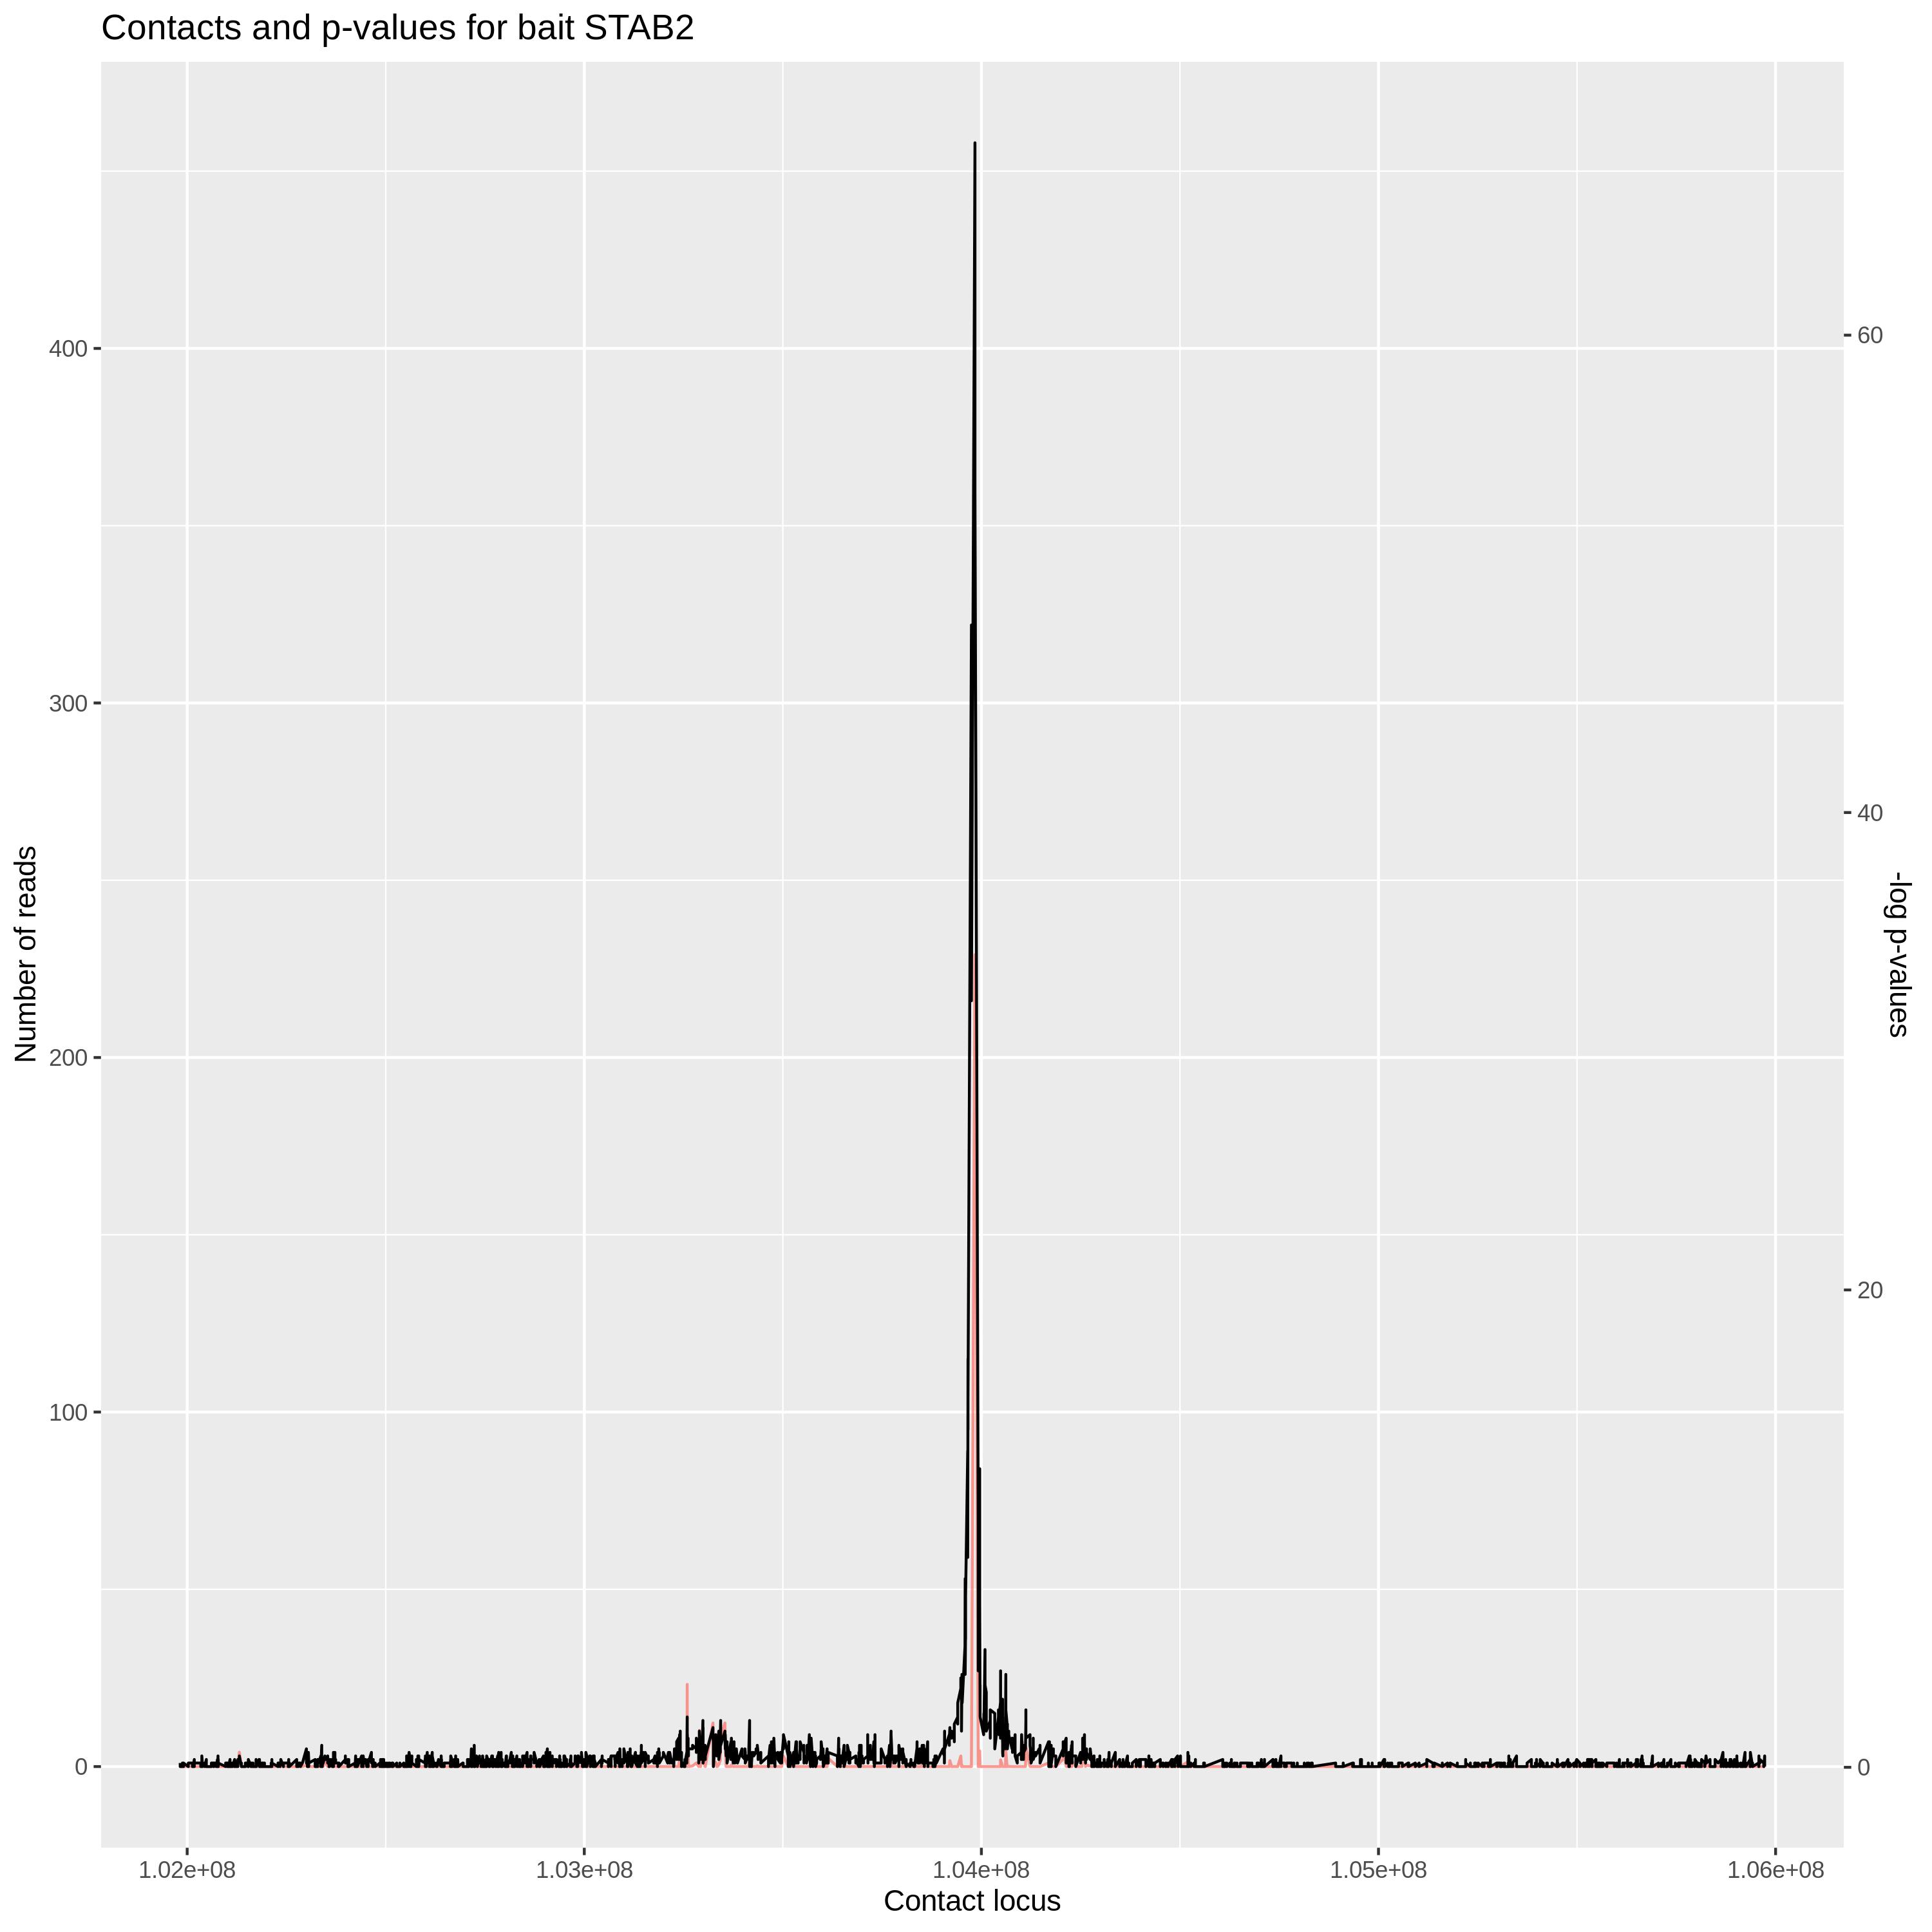 Contacts and p-values for bait STAB2
Number of reads
400
300
200
100
0
60
40
20
0
-log p-values
1.02e+08
1.03e+08
1.04e+08
1.05e+08
1.06e+08
Contact locus